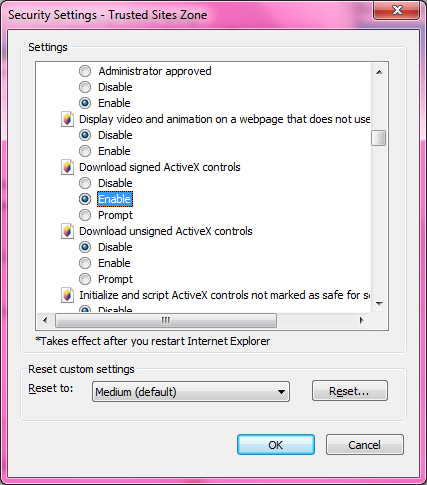 Security Settings - Trusted Sites Zone
Settings
Administrator approved
Disable
Enable
Display video and animation on a webpage that does not use
Disable
Enable
Download signed ActiveX controls
Disable
Enable
Prompt
Download unsigned ActiveX controls
Disable
Enable
Prompt
Initialize and script ActiveX controls not marked as safe for
Disable
*Takes effect after you restart Internet Explorer
Reset custom settings
Reset to:
Medium (default)
Reset...
OK
Cancel